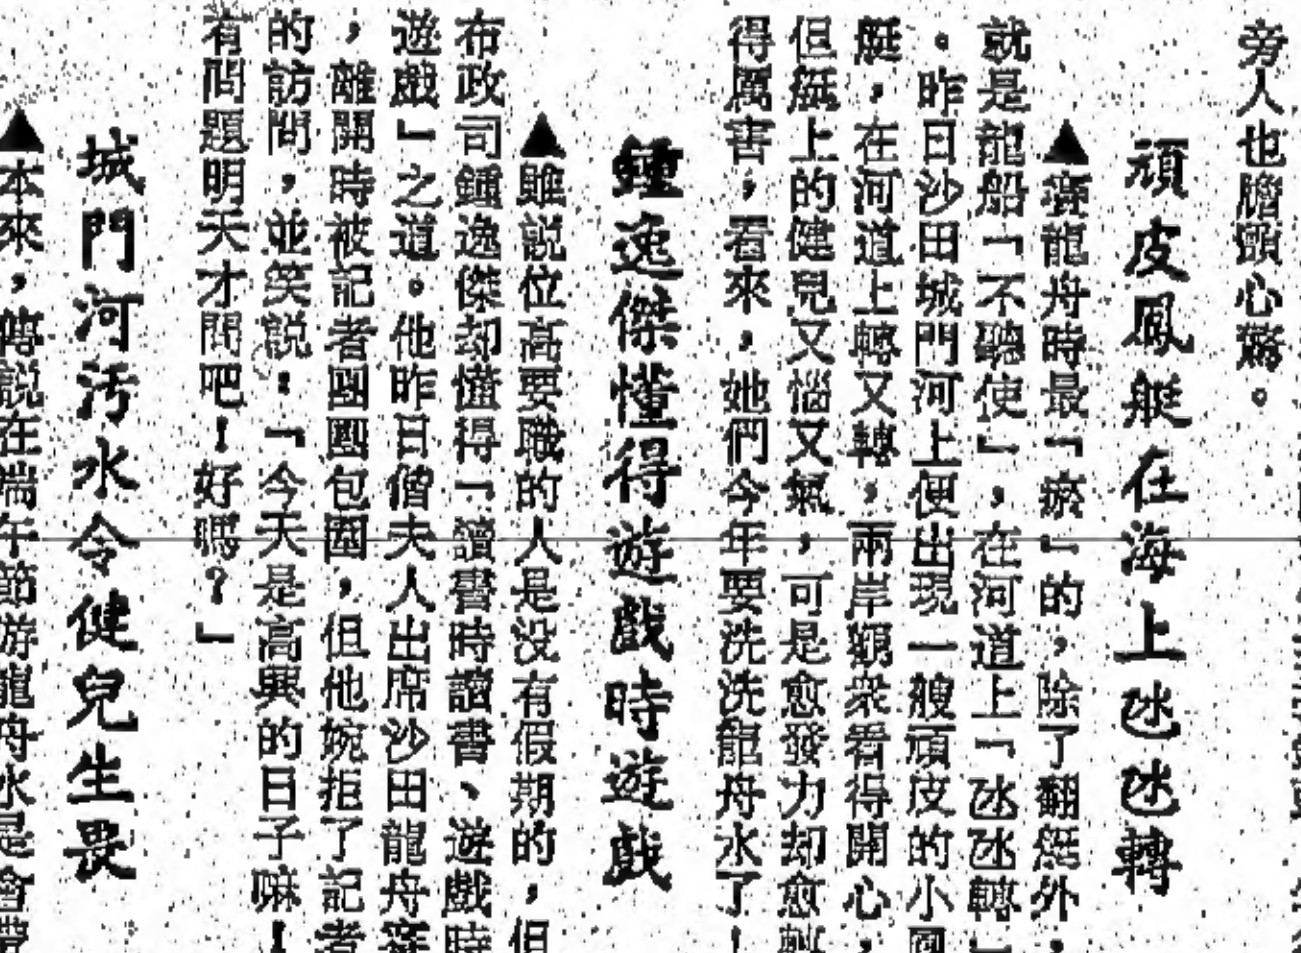 旁人也膽顫心驚。
頑皮鳳艇在海上氹氹轉
▲賽龍舟時最「瘀」的，除了翻艇外，
就是龍船「不聽使」，在河道上「氹氹轉」
。昨日沙田城門河上便出現一艘頑皮的小鳳
艇，在河道上轉又轉，兩岸觀衆看得開心，
但艇上的健兒又惱又氣，可是愈發力却愈轉
得厲害，看來，她們今年要洗洗龍舟水了！
鍾逸傑懂得遊戲時遊戲
▲雖説位高要職的人是没有假期的，但
布政司鍾逸傑却懂得「讀書時讀書、遊戲時
遊戲」之道。他昨日偕夫人出席沙田龍舟賽
，離開時被記者團團包圍，但他婉拒了記者
的訪問，並笑説：「今天是高興的日子嘛！
有問題明天才問吧！好嗎？」
城門河汚水令健兒生畏
▲本來，傳説在端午節游龍舟水是會帶